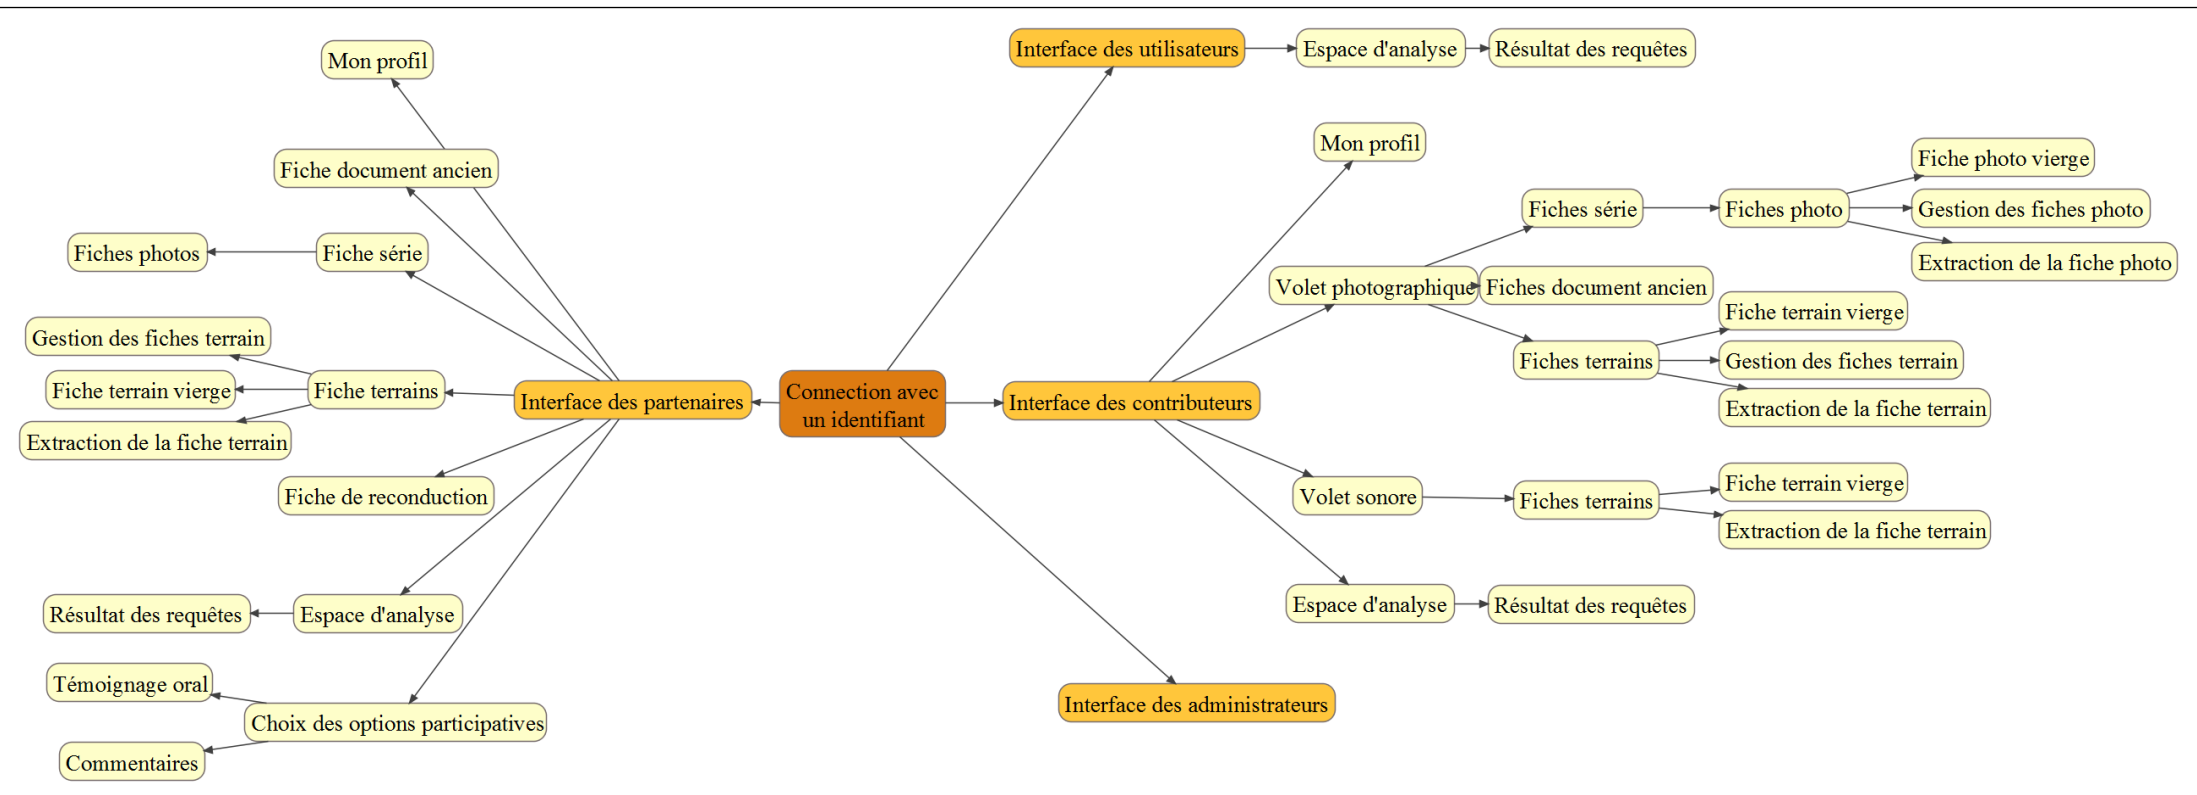 Mon profil
Fiche document ancien
Fiches photos
Fiche série
Gestion des fiches terrain
Fiche terrain vierge
Fiche terrains
Extraction de la fiche terrain
Interface des partenaires
Fiche de reconduction
Résultat des requêtes
Espace d'analyse
Témoignage oral
Choix des options participatives
Commentaires
Connection avec
un identifiant
Interface des utilisateurs
Espace d'analyse
Résultat des requêtes
Interface des contributeurs
Mon profil
Volet photographique
Fiches série
Fiches photo
Fiche photo vierge
Gestion des fiches photo
Extraction de la fiche photo
Fiches document ancien
Fiches terrains
Fiche terrain vierge
Gestion des fiches terrain
Extraction de la fiche terrain
Volet sonore
Fiches terrains
Fiche terrain vierge
Extraction de la fiche terrain
Espace d'analyse
Résultat des requêtes
Interface des administrateurs